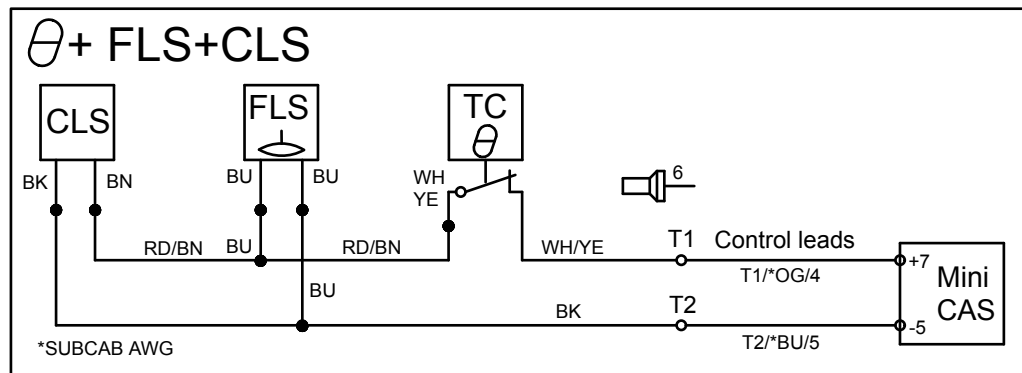 + FLS+CLS
CLS
FLS
TC
BK
BN
BU
BU
WH
YE
6
RD/BN
BU
RD/BN
WH/YE
T1
Control leads
T1/*OG/4
+7
Mini
CAS
BU
BK
T2
-5
T2/*BU/5
*SUBCAB AWG